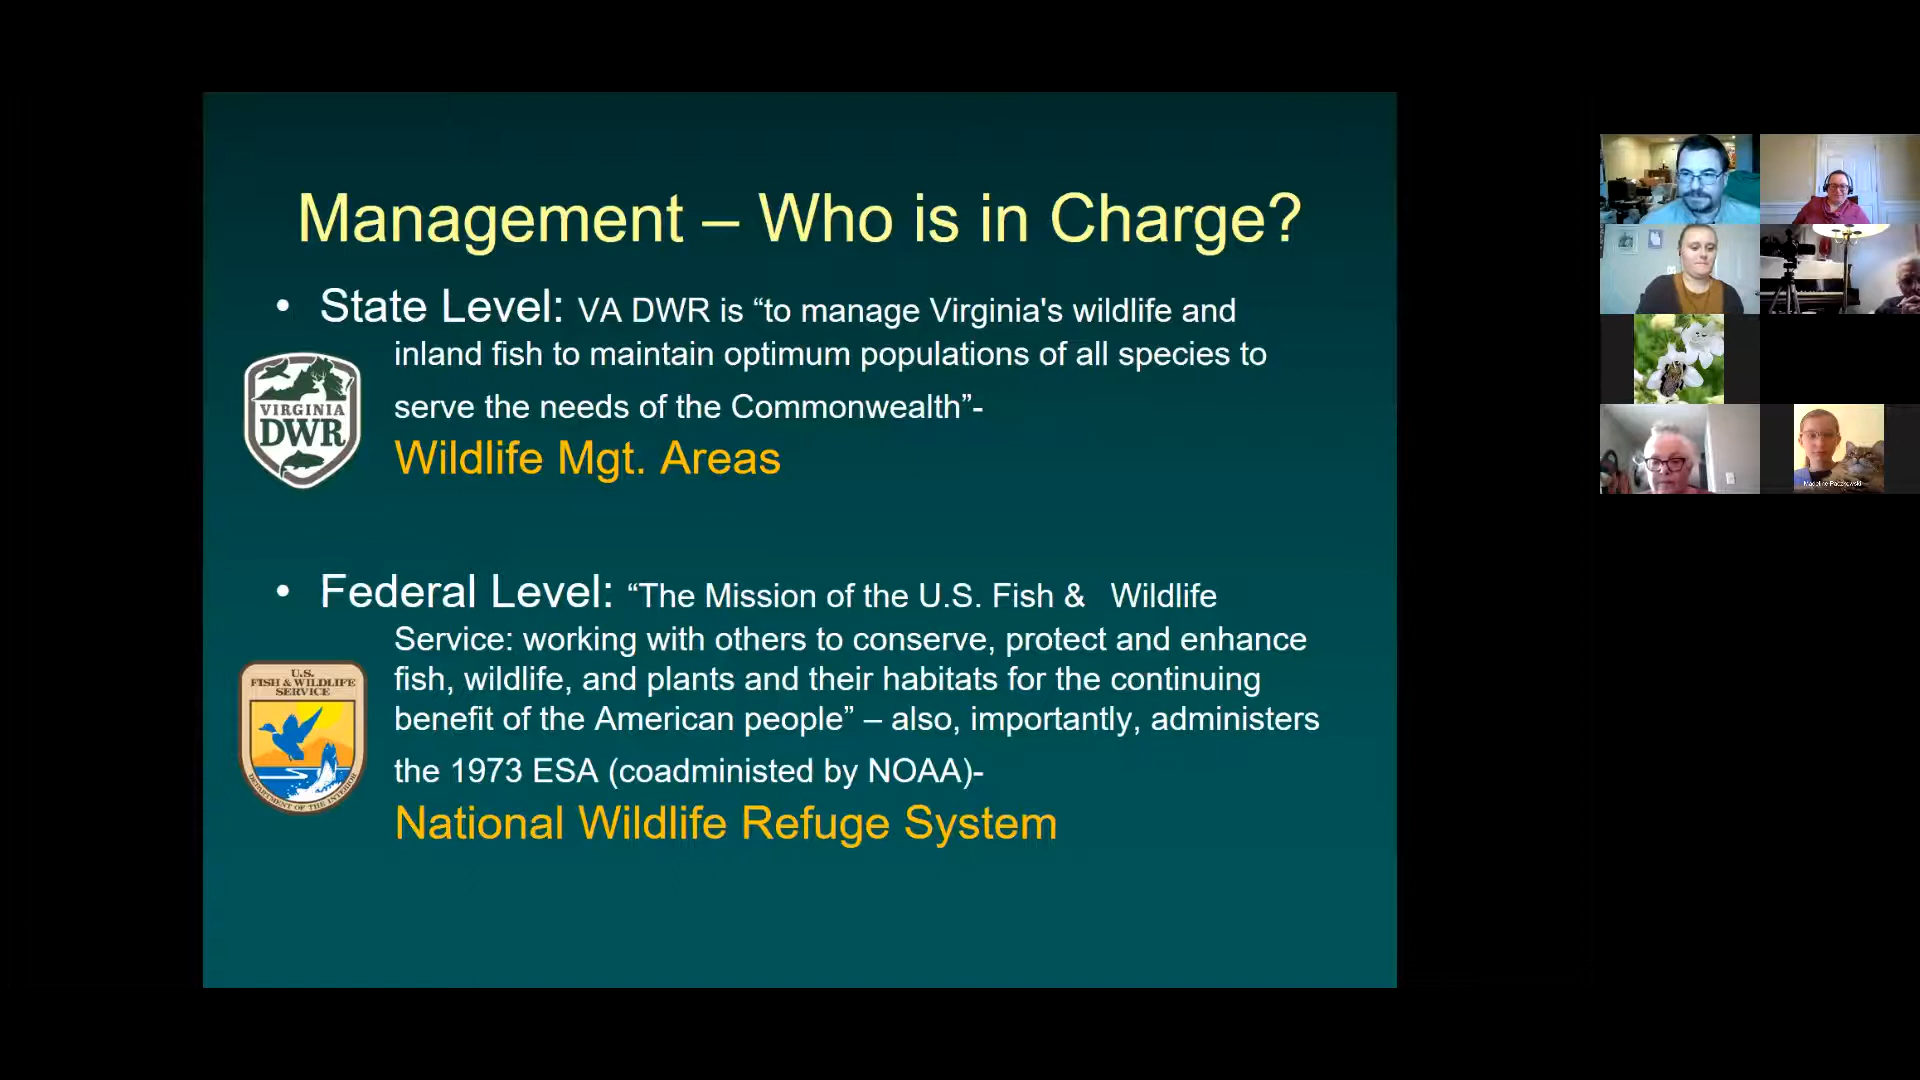 Management – Who is in Charge?
• State Level: VA DWR is “to manage Virginia's wildlife and
inland fish to maintain optimum populations of all species to
serve the needs of the Commonwealth”-
Wildlife Mgt. Areas
VIRGINIA
DWR
• Federal Level: “The Mission of the U.S. Fish & Wildlife
Service: working with others to conserve, protect and enhance
fish, wildlife, and plants and their habitats for the continuing
benefit of the American people” – also, importantly, administers
the 1973 ESA (coadministed by NOAA)-
National Wildlife Refuge System
U.S.
FISH & WILDLIFE
SERVICE
DEPARTMENT OF THE INTERIOR